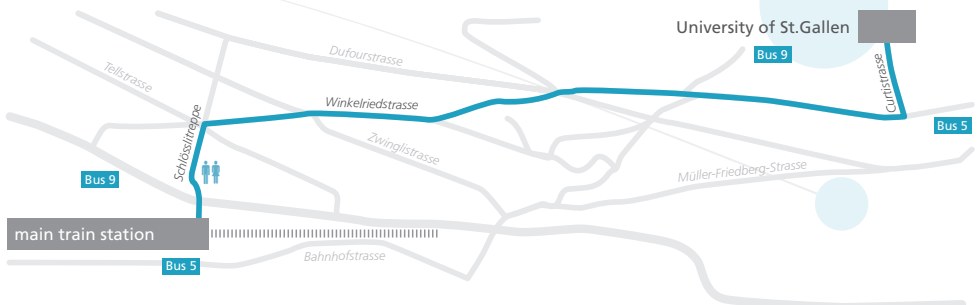 University of St.Gallen
Bus 9
Dufourstrasse
Tellstrasse
Curtistrasse
Winkelriedstrasse
Schlösslitreppe
Bus 5
Zwinglistrasse
Müller-Friedberg-Strasse
Bus 9
main train station
Bahnhofstrasse
Bus 5